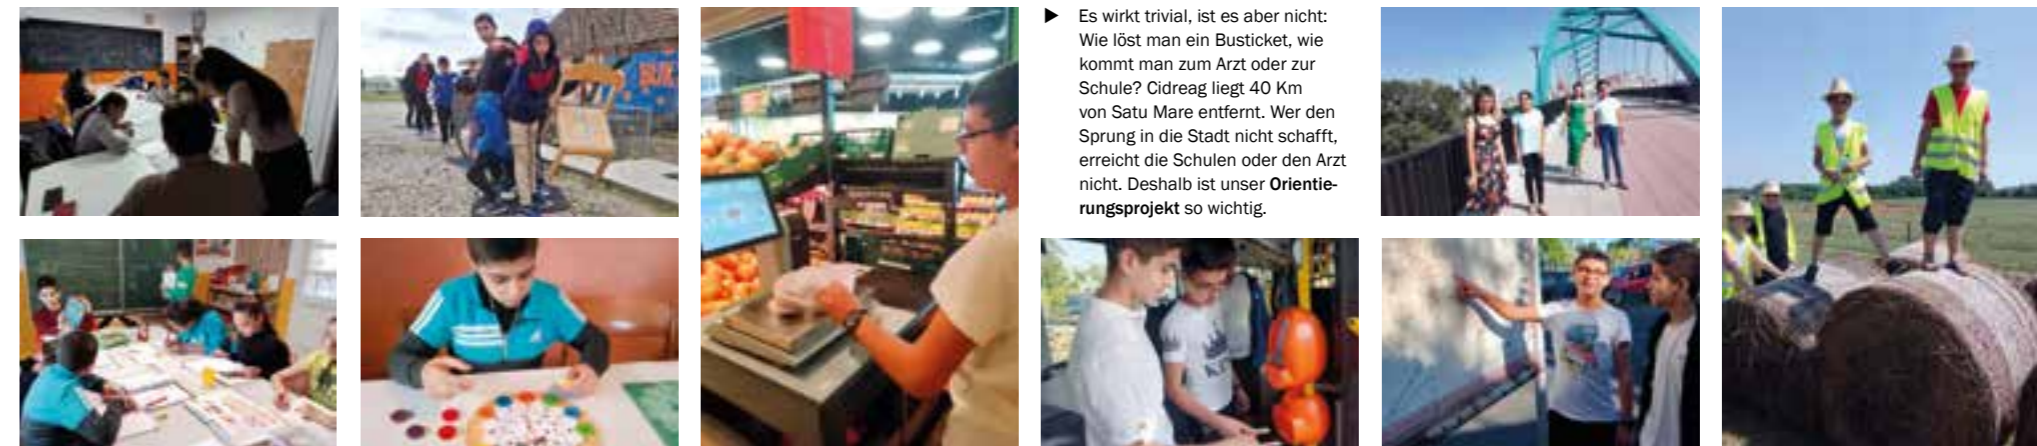 ▶ Es wirkt trivial, ist es aber nicht:
Wie löst man ein Busticket, wie
kommt man zum Arzt oder zur
Schule? Cidreag liegt 40 Km
von Satu Mare entfernt. Wer den
Sprung in die Stadt nicht schafft,
erreicht die Schulen oder den Arzt
nicht. Deshalb ist unser Orientie-
rungsprojekt so wichtig.